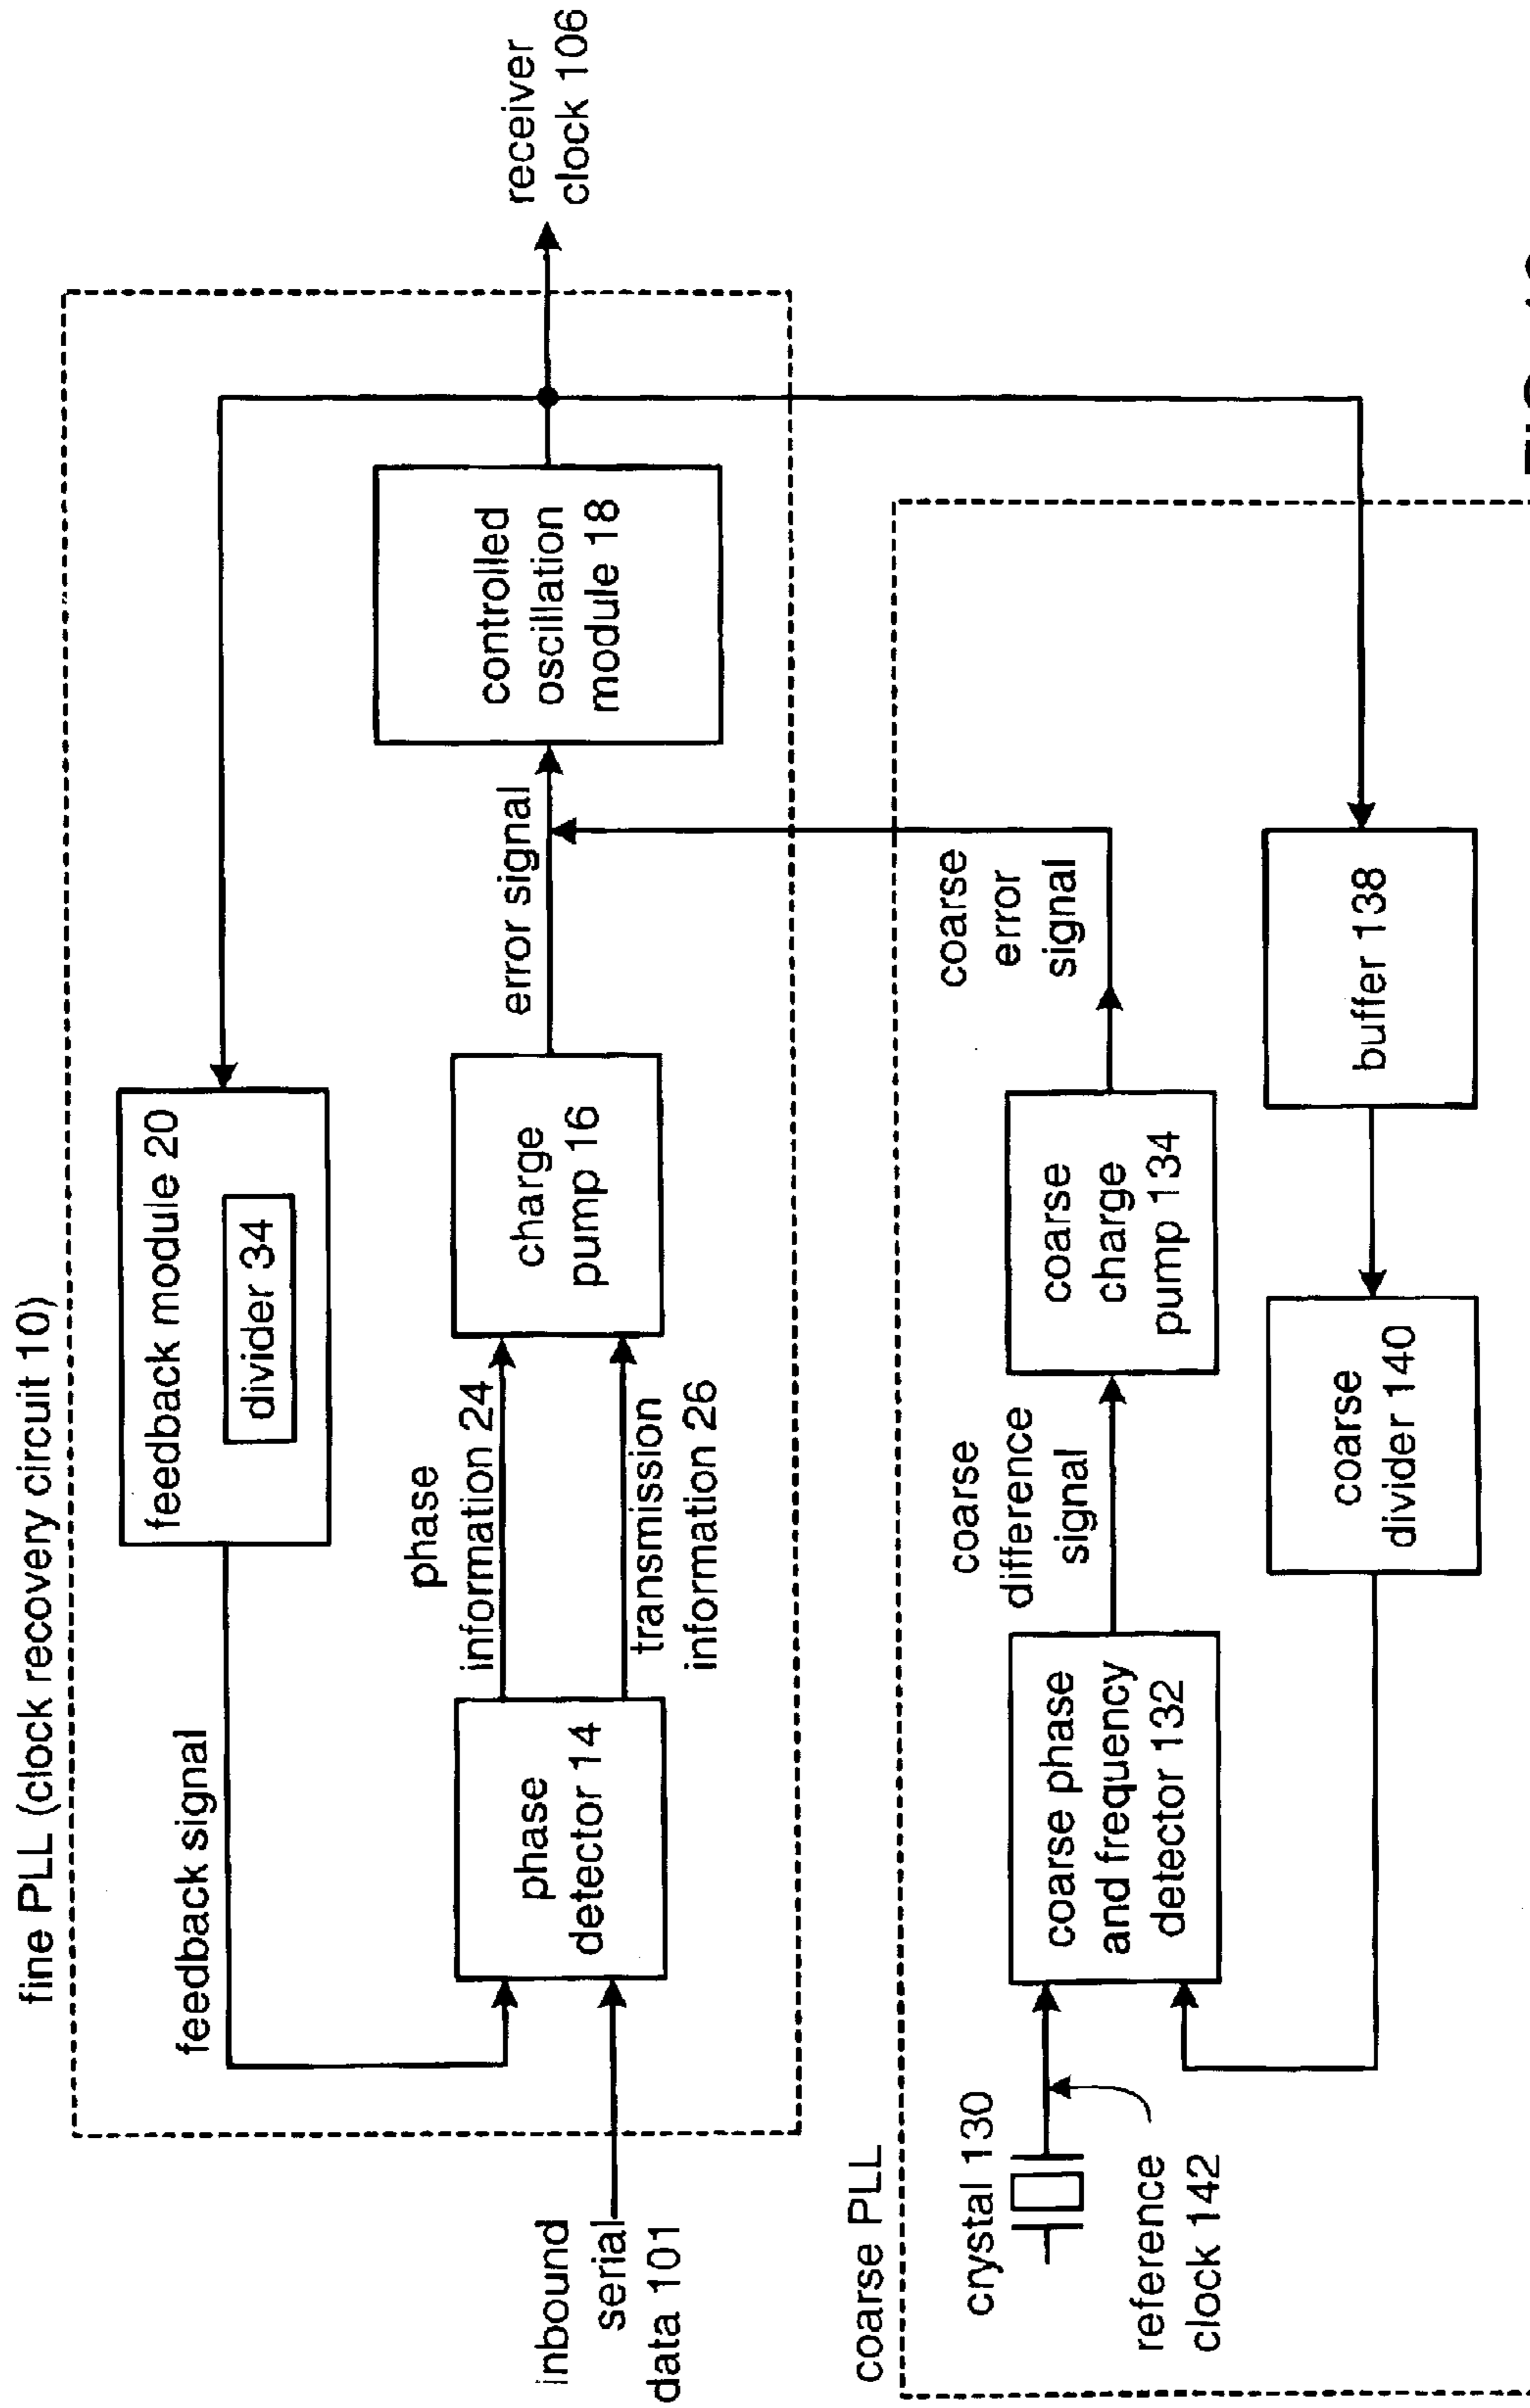 fine PLL (clock recovery circuit 10)
feedback signal
feedback module 20
divider 34
inbound
serial
data 101
phase
detector 14
phase
information 24
transmission
information 26
charge
pump 16
error signal
controlled
oscillation
module 18
receiver
clock 106
coarse PLL
crystal 130
reference
clock 142
coarse phase
and frequency
detector 132
coarse
difference
signal
coarse
charge
pump 134
coarse
error
signal
coarse
divider 140
buffer 138